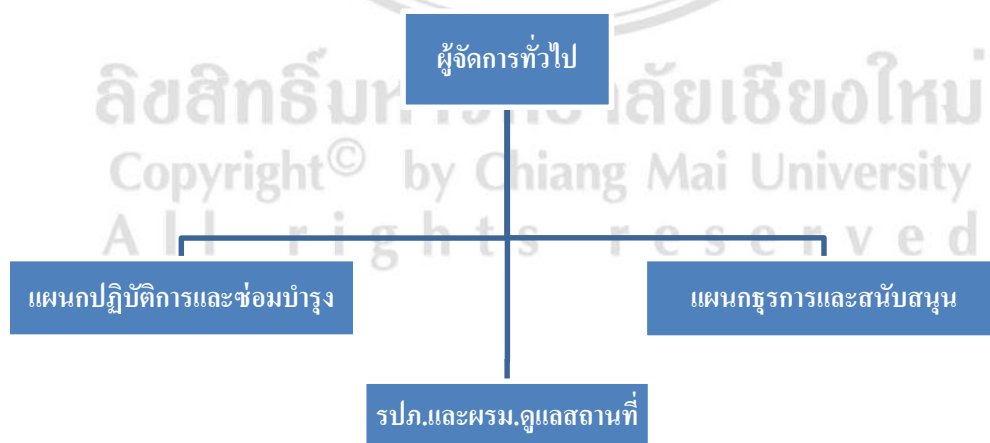 ผู้จัดการทั่วไป
ลิขสิทธิ์มหาวิทยาลัยเชียงใหม่
Copyright© by Chiang Mai University
All rights reserved
แผนกปฏิบัติการและซ่อมบำรุง
แผนกธุรการและสนับสนุน
รปภ.และผรม.ดูแลสถานที่